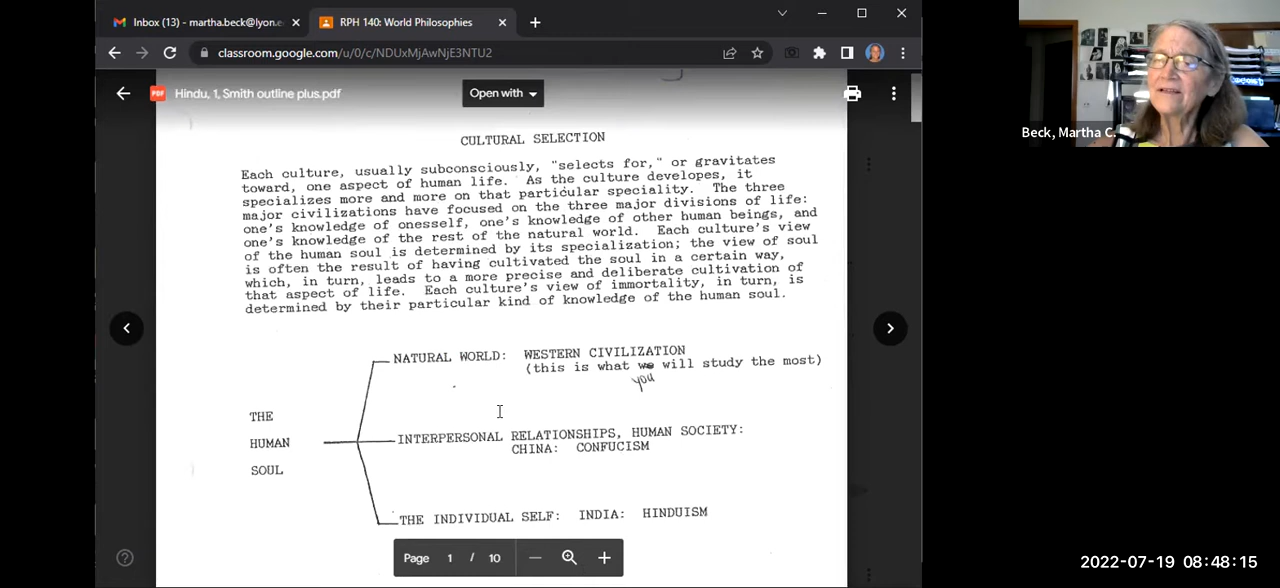 Inbox (13) - martha.beck@lyon.e
RPH 140: World Philosophies
classroom.google.com/u/0/c/NDUxMjAwNjE3NTU2
PDF
Hindu, 1, Smith outline plus.pdf
Open with
CULTURAL SELECTION
Each culture, usually subconsciously, "selects for," or gravitates
toward, one aspect of human life. As the culture developes, it
specializes more and more on that particular speciality. The three
major civilizations have focused on the three major divisions of life:
one's knowledge of onesself, one's knowledge of other human beings, and
one's knowledge of the rest of the natural world. Each culture's view
of the human soul is determined by its specialization; the view of soul
is often the result of having cultivated the soul in a certain way,
which, in turn, leads to a more precise and deliberate cultivation of
that aspect of life. Each culture's view of immortality, in turn, is
determined by their particular kind of knowledge of the human soul.
NATURAL WORLD: WESTERN CIVILIZATION
(this is what we will study the most)
you
THE
HUMAN
SOUL
INTERPERSONAL RELATIONSHIPS, HUMAN SOCIETY:
CHINA: CONFUCISM
THE INDIVIDUAL SELF: INDIA: HINDUISM
Page 1 / 10
Beck, Martha C.
2022-07-19 08:48:15